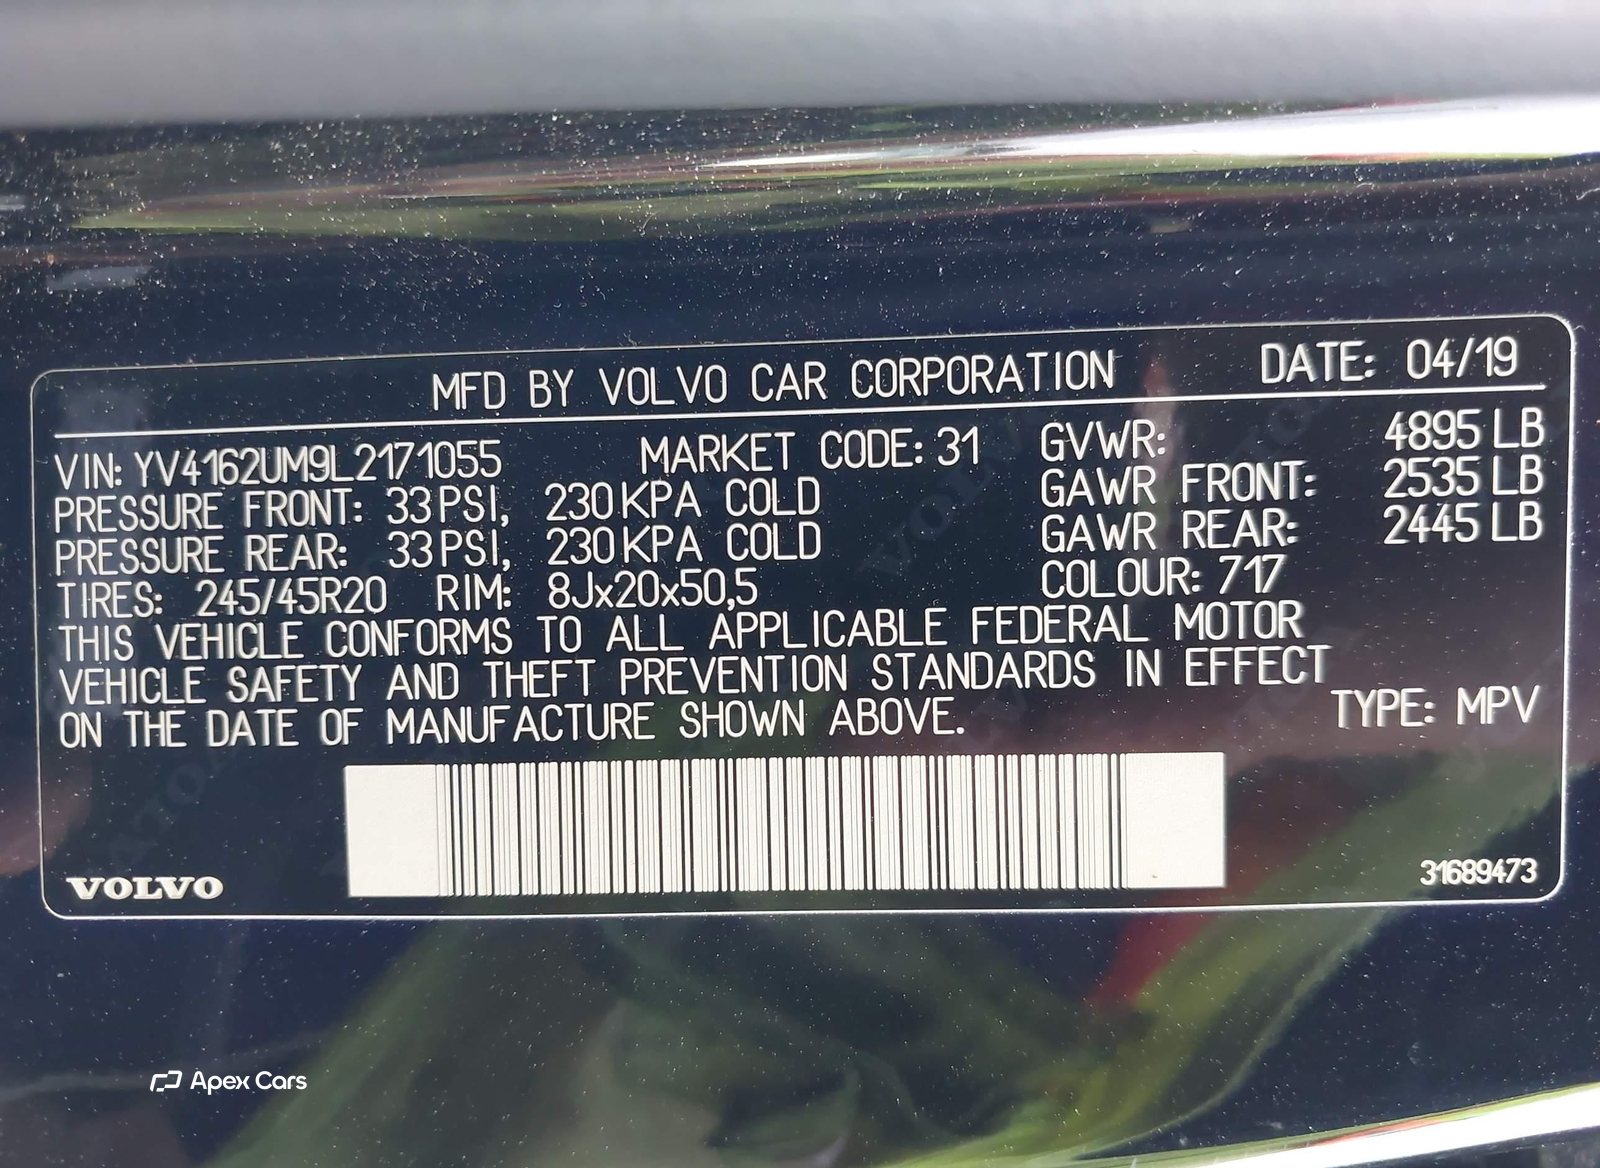 MFD BY VOLVO CAR CORPORATION DATE: 04/19
VIN: YV4162UM9L2171055 MARKET CODE: 31 GVWR: 4895 LB
PRESSURE FRONT: 33 PSI, 230 KPA COLD GAWR FRONT: 2535 LB
PRESSURE REAR: 33 PSI, 230 KPA COLD GAWR REAR: 2445 LB
TIRES: 245/45R20 RIM: 8Jx20x50,5 COLOUR: 717
THIS VEHICLE CONFORMS TO ALL APPLICABLE FEDERAL MOTOR
VEHICLE SAFETY AND THEFT PREVENTION STANDARDS IN EFFECT
ON THE DATE OF MANUFACTURE SHOWN ABOVE. TYPE: MPV
VOLVO 31689473
Apex Cars